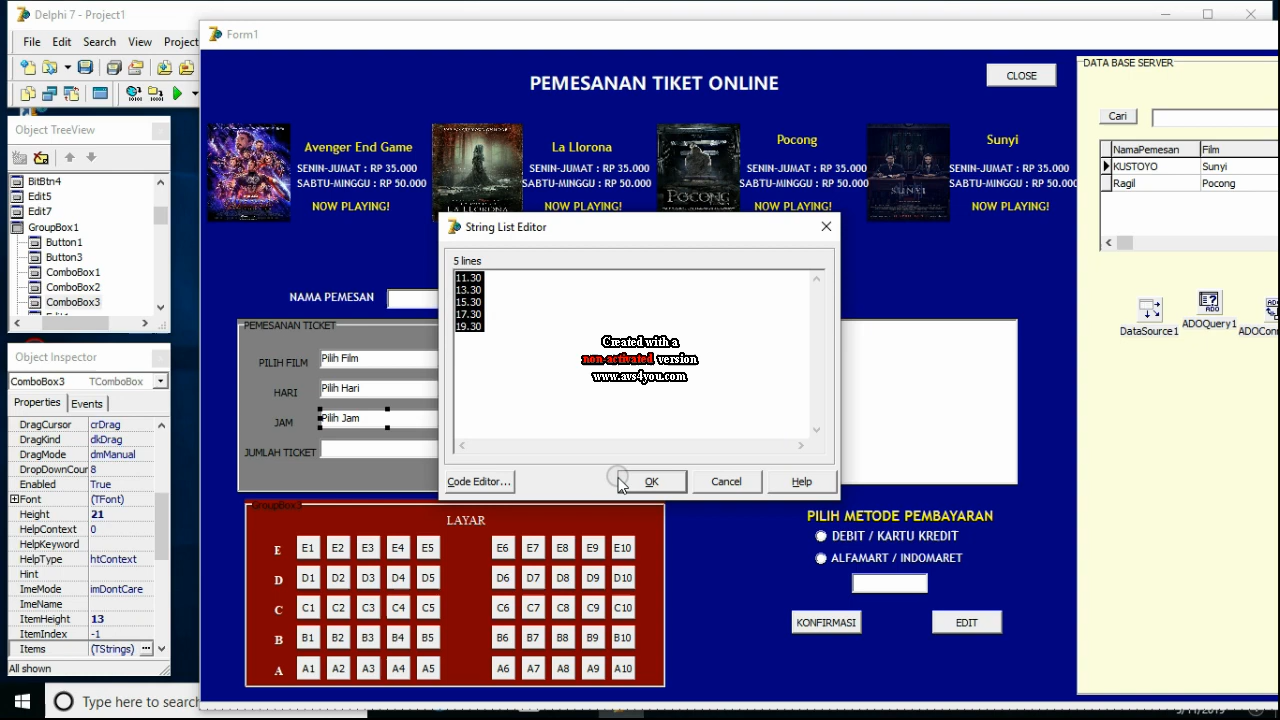 Delphi 7 - Project1
File Edit Search View Project
Form1
PEMESANAN TIKET ONLINE
CLOSE
DATA BASE SERVER
Cari
NamaPemesan Film
KUSTOYO Sunyi
Ragil Pocong
DataSource1 ADOQuery1 ADOCon
Avenger End Game
SENIN-JUMAT : RP 35.000
SABTU-MINGGU : RP 50.000
NOW PLAYING!
La Llorona
SENIN-JUMAT : RP 35.000
SABTU-MINGGU : RP 50.000
NOW PLAYING!
LA LLORONA
Pocong
SENIN-JUMAT : RP 35.000
SABTU-MINGGU : RP 50.000
NOW PLAYING!
POCONG
Sunyi
SENIN-JUMAT : RP 35.000
SABTU-MINGGU : RP 50.000
NOW PLAYING!
SUNYI
Object TreeView
BitBtn4
Edit5
Edit7
GroupBox1
Button1
Button3
ComboBox1
ComboBox2
ComboBox3
Object Inspector
ComboBox3 TComboBox
Properties Events
DragCursor crDrag
DragKind dkDrag
DragMode dmManual
DropDownCour 8
Enabled True
Font (TFont)
Height 21
HelpContext 0
HelpKeyword
HelpType htContext
Hint
ImeMode imDontCare
ImeName
ItemHeight 13
ItemIndex -1
Items (TStrings) ...
All shown
NAMA PEMESAN
PEMESANAN TICKET
PILIH FILM Pilih Film
HARI Pilih Hari
JAM Pilih Jam
JUMLAH TICKET
String List Editor
5 lines
11.30
13.30
15.30
17.30
19.30
Created with a
non-activated version
www.avs4you.com
Code Editor... OK Cancel Help
GroupBox3
LAYAR
E E1 E2 E3 E4 E5 E6 E7 E8 E9 E10
D D1 D2 D3 D4 D5 D6 D7 D8 D9 D10
C C1 C2 C3 C4 C5 C6 C7 C8 C9 C10
B B1 B2 B3 B4 B5 B6 B7 B8 B9 B10
A A1 A2 A3 A4 A5 A6 A7 A8 A9 A10
PILIH METODE PEMBAYARAN
DEBIT / KARTU KREDIT
ALFAMART / INDOMARET
KONFIRMASI EDIT
Type here to searc